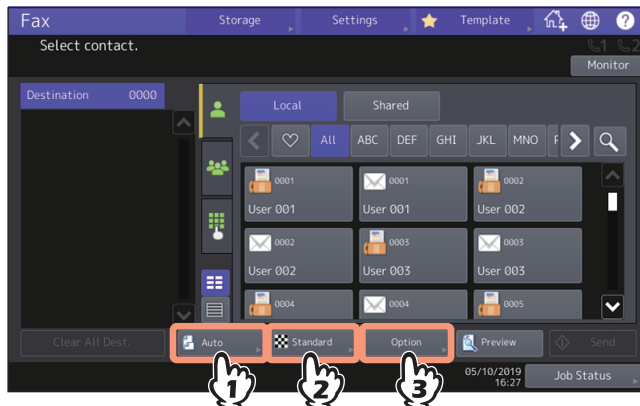 Fax
Storage Settings Template ?
Select contact.
1 2
Monitor
Destination 0000
Local Shared
All ABC DEF GHI JKL MNO
0001 0001 0002
User 001 User 001 User 002
0002 0003 0003
User 002 User 003 User 003
0004 0004 0005
Clear All Dest. Auto Standard Option Preview Send
1 2 3
05/10/2019
16:27
Job Status